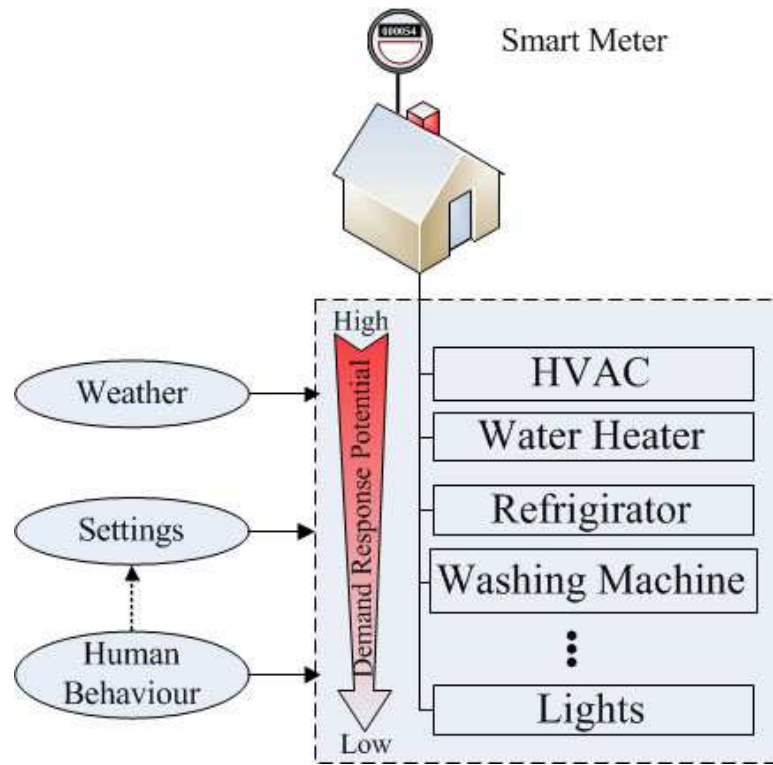 000054
Smart Meter
High
Demand Response Potential
Low
Weather
Settings
Human
Behaviour
HVAC
Water Heater
Refrigirator
Washing Machine
Lights